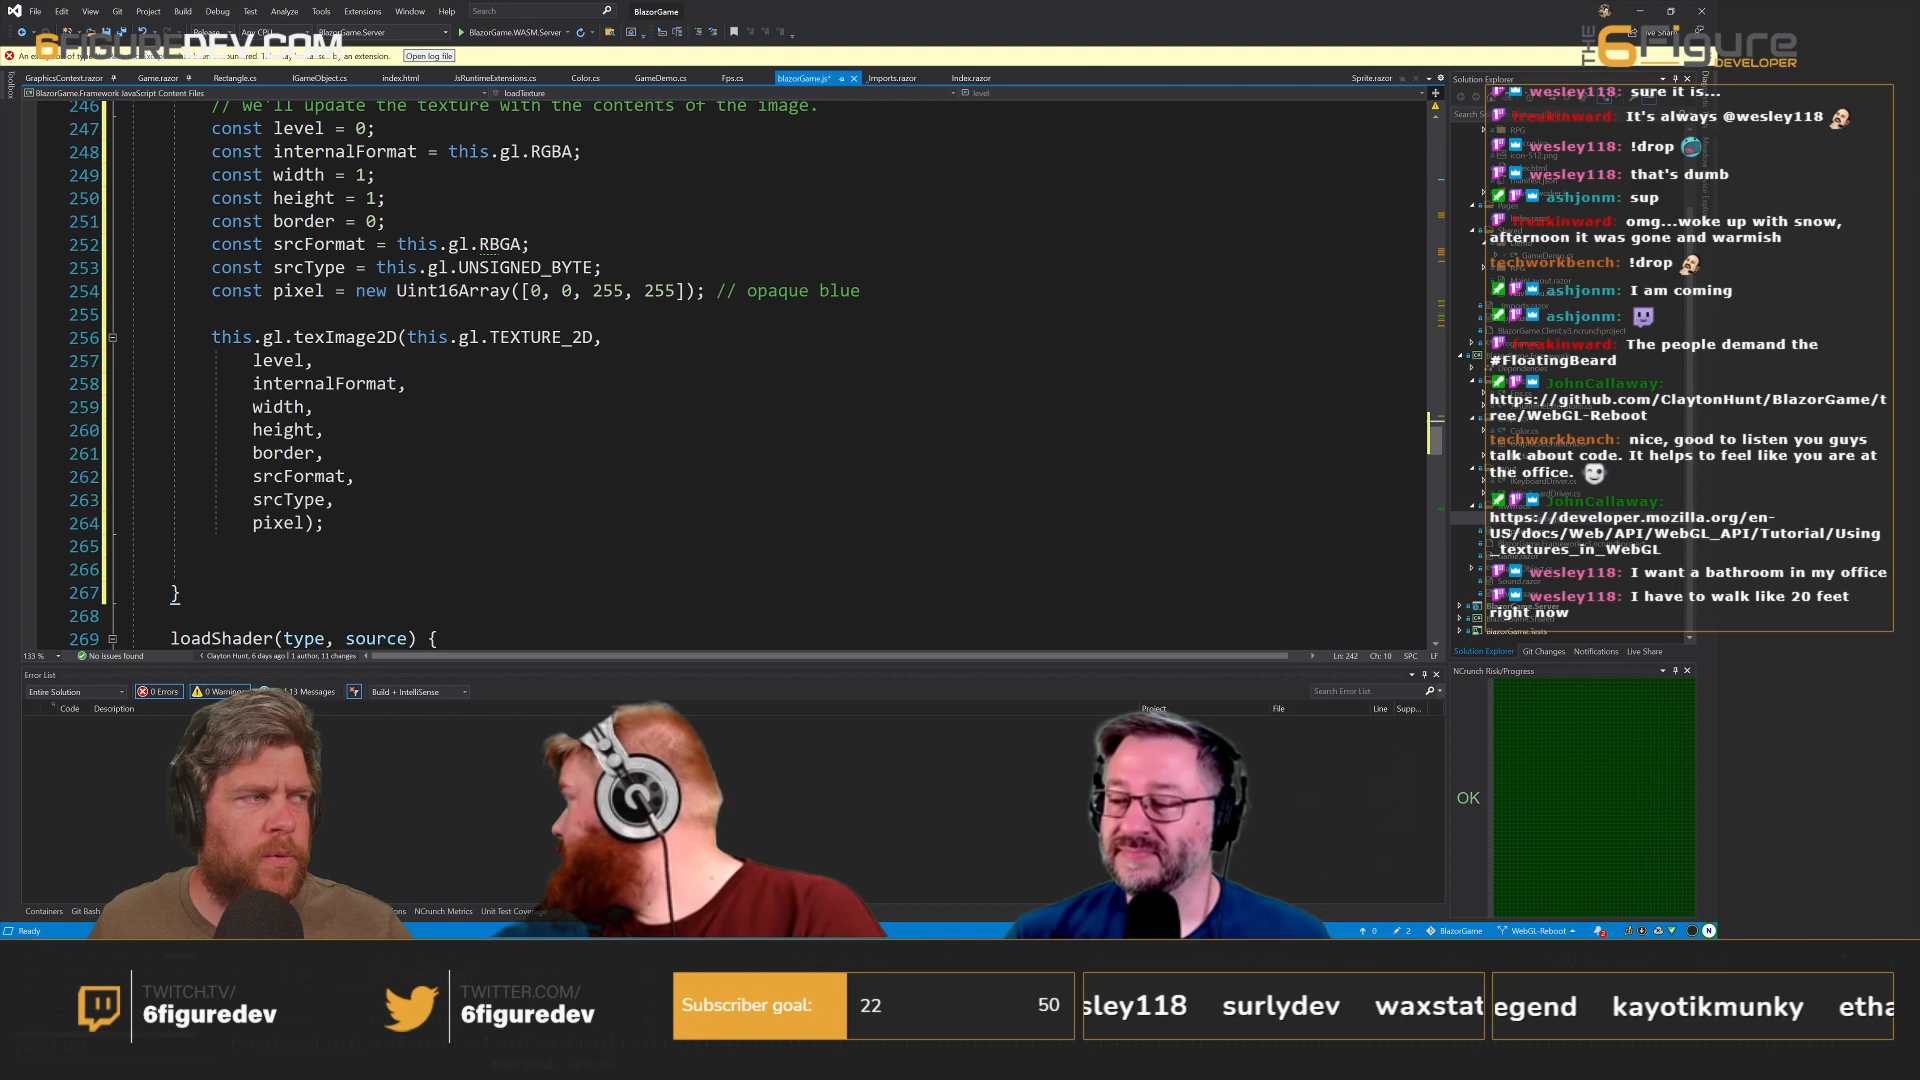 File Edit View Git Project Build Debug Test Analyze Tools Extensions Window Help Search BlazorGame
Release Any CPU BlazorGame.Server BlazorGame.WASM.Server Live Share
6FIGUREDEV.COM
Open log file
THE 6Figure DEVELOPER
GraphicsContext.razor Game.razor Rectangle.cs IGameObject.cs index.html JsRuntimeExtensions.cs Color.cs GameDemo.cs Fps.cs blazorGame.js* _Imports.razor Index.razor Sprite.razor
BlazorGame.Framework JavaScript Content Files loadTexture level
246 // we'll update the texture with the contents of the image.
247 const level = 0;
248 const internalFormat = this.gl.RGBA;
249 const width = 1;
250 const height = 1;
251 const border = 0;
252 const srcFormat = this.gl.RBGA;
253 const srcType = this.gl.UNSIGNED_BYTE;
254 const pixel = new Uint16Array([0, 0, 255, 255]); // opaque blue
255
256 this.gl.texImage2D(this.gl.TEXTURE_2D,
257 level,
258 internalFormat,
259 width,
260 height,
261 border,
262 srcFormat,
263 srcType,
264 pixel);
265
266
267 }
268
269 loadShader(type, source) {
133 % No issues found Clayton Hunt, 6 days ago | 1 author, 11 changes Ln: 242 Ch: 10 SPC LF
Error List
Entire Solution 0 Errors 0 Warnings 13 Messages Build + IntelliSense Search Error List
Code Description Project File Line Supp...
Containers Git Bash NCrunch Metrics Unit Test Coverage
Ready 0 2 BlazorGame WebGL-Reboot 2
Toolbox
Solution Explorer
wesley118: sure it is...
freakinward: It's always @wesley118
wesley118: !drop
wesley118: that's dumb
ashjonm: sup
freakinward: omg...woke up with snow,
afternoon it was gone and warmish
techworkbench: !drop
ashjonm: I am coming
ashjonm:
freakinward: The people demand the
#FloatingBeard
JohnCallaway:
https://github.com/ClaytonHunt/BlazorGame/t
ree/WebGL-Reboot
techworkbench: nice, good to listen you guys
talk about code. It helps to feel like you are at
the office.
JohnCallaway:
https://developer.mozilla.org/en-
US/docs/Web/API/WebGL_API/Tutorial/Using
_textures_in_WebGL
wesley118: I want a bathroom in my office
wesley118: I have to walk like 20 feet
right now
Solution Explorer Git Changes Notifications Live Share
NCrunch Risk/Progress
OK
TWITCH.TV/
6figuredev
TWITTER.COM/
6figuredev
Subscriber goal: 22 50
sley118 surlydev waxstat
egend kayotikmunky etha